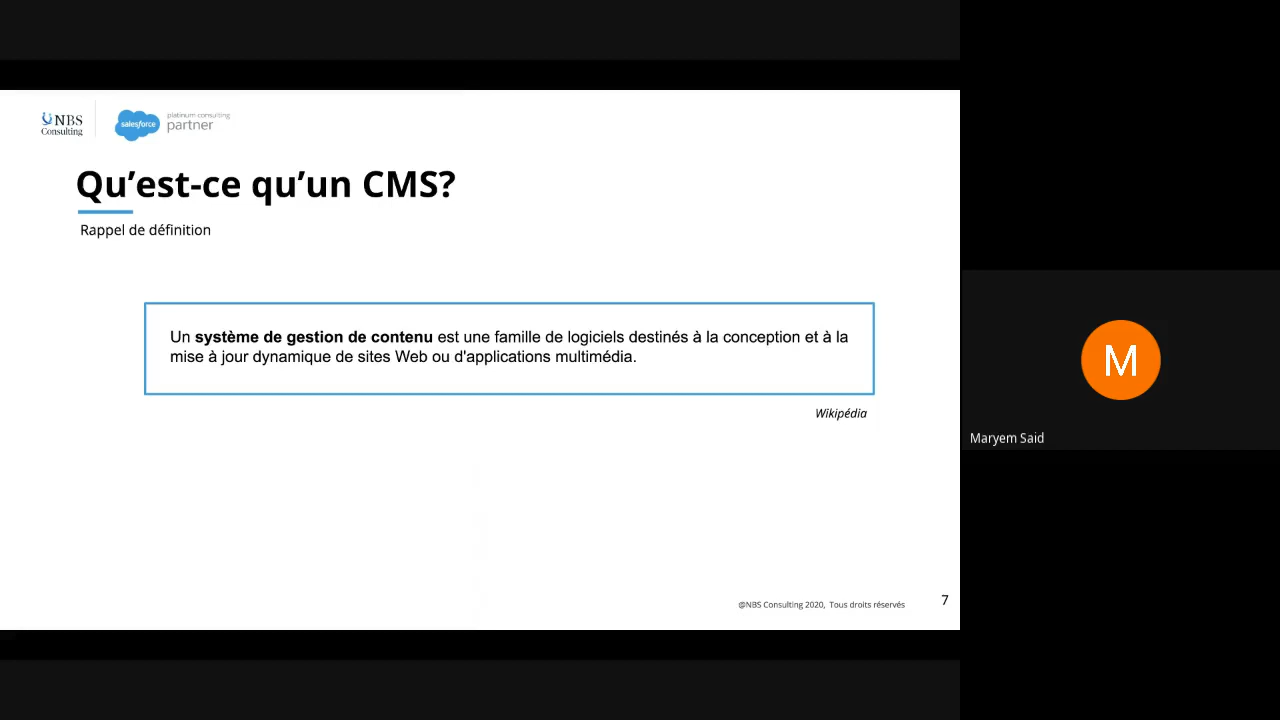 NBS
Consulting
salesforce
platinum consulting
partner
Qu’est-ce qu’un CMS?
Rappel de définition
Un système de gestion de contenu est une famille de logiciels destinés à la conception et à la
mise à jour dynamique de sites Web ou d'applications multimédia.
Wikipédia
@NBS Consulting 2020, Tous droits réservés
7
M
Maryem Said